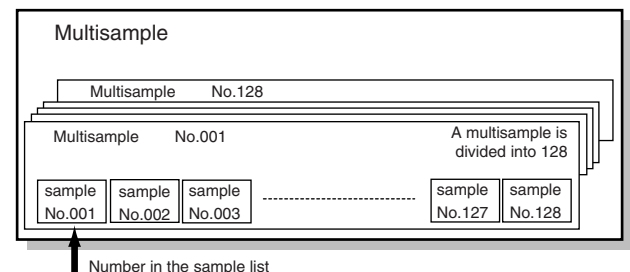 Multisample
Multisample No.128
Multisample No.001
A multisample is
divided into 128
sample sample sample sample sample
No.001 No.002 No.003 No.127 No.128
Number in the sample list